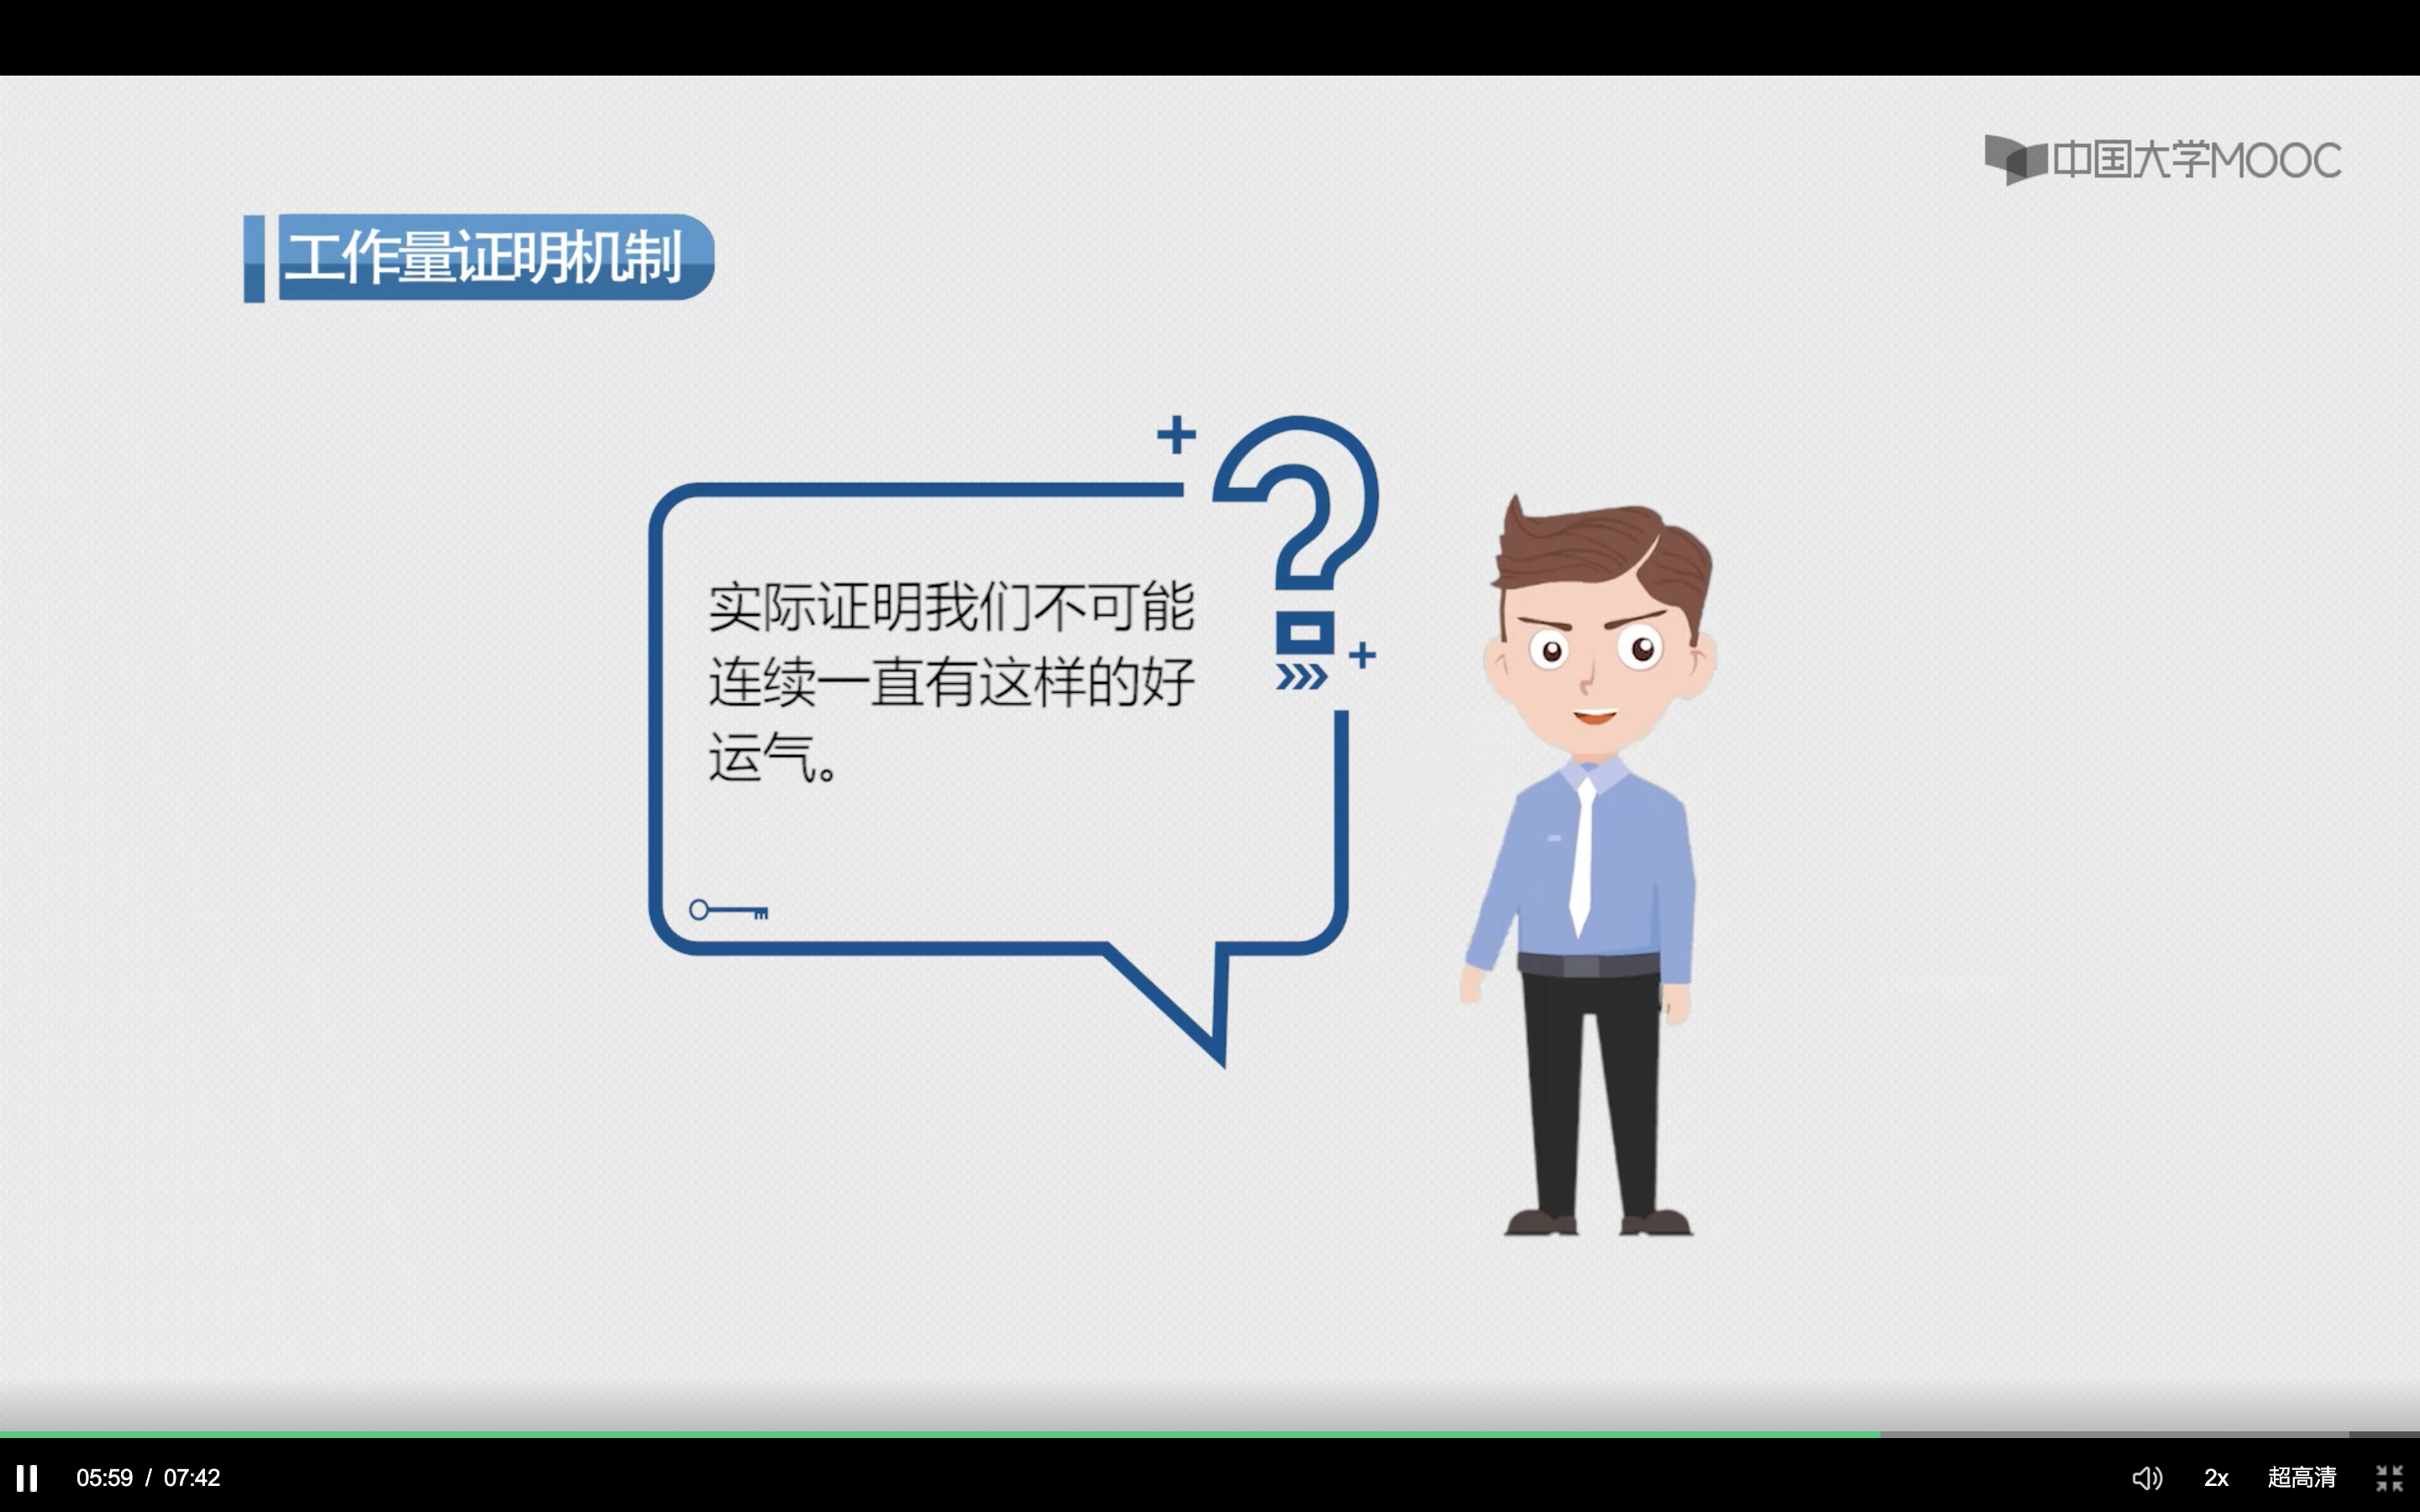 中国大学MOOC
工作量证明机制
实际证明我们不可能
连续一直有这样的好
运气。
05:59 / 07:42
2x
超高清